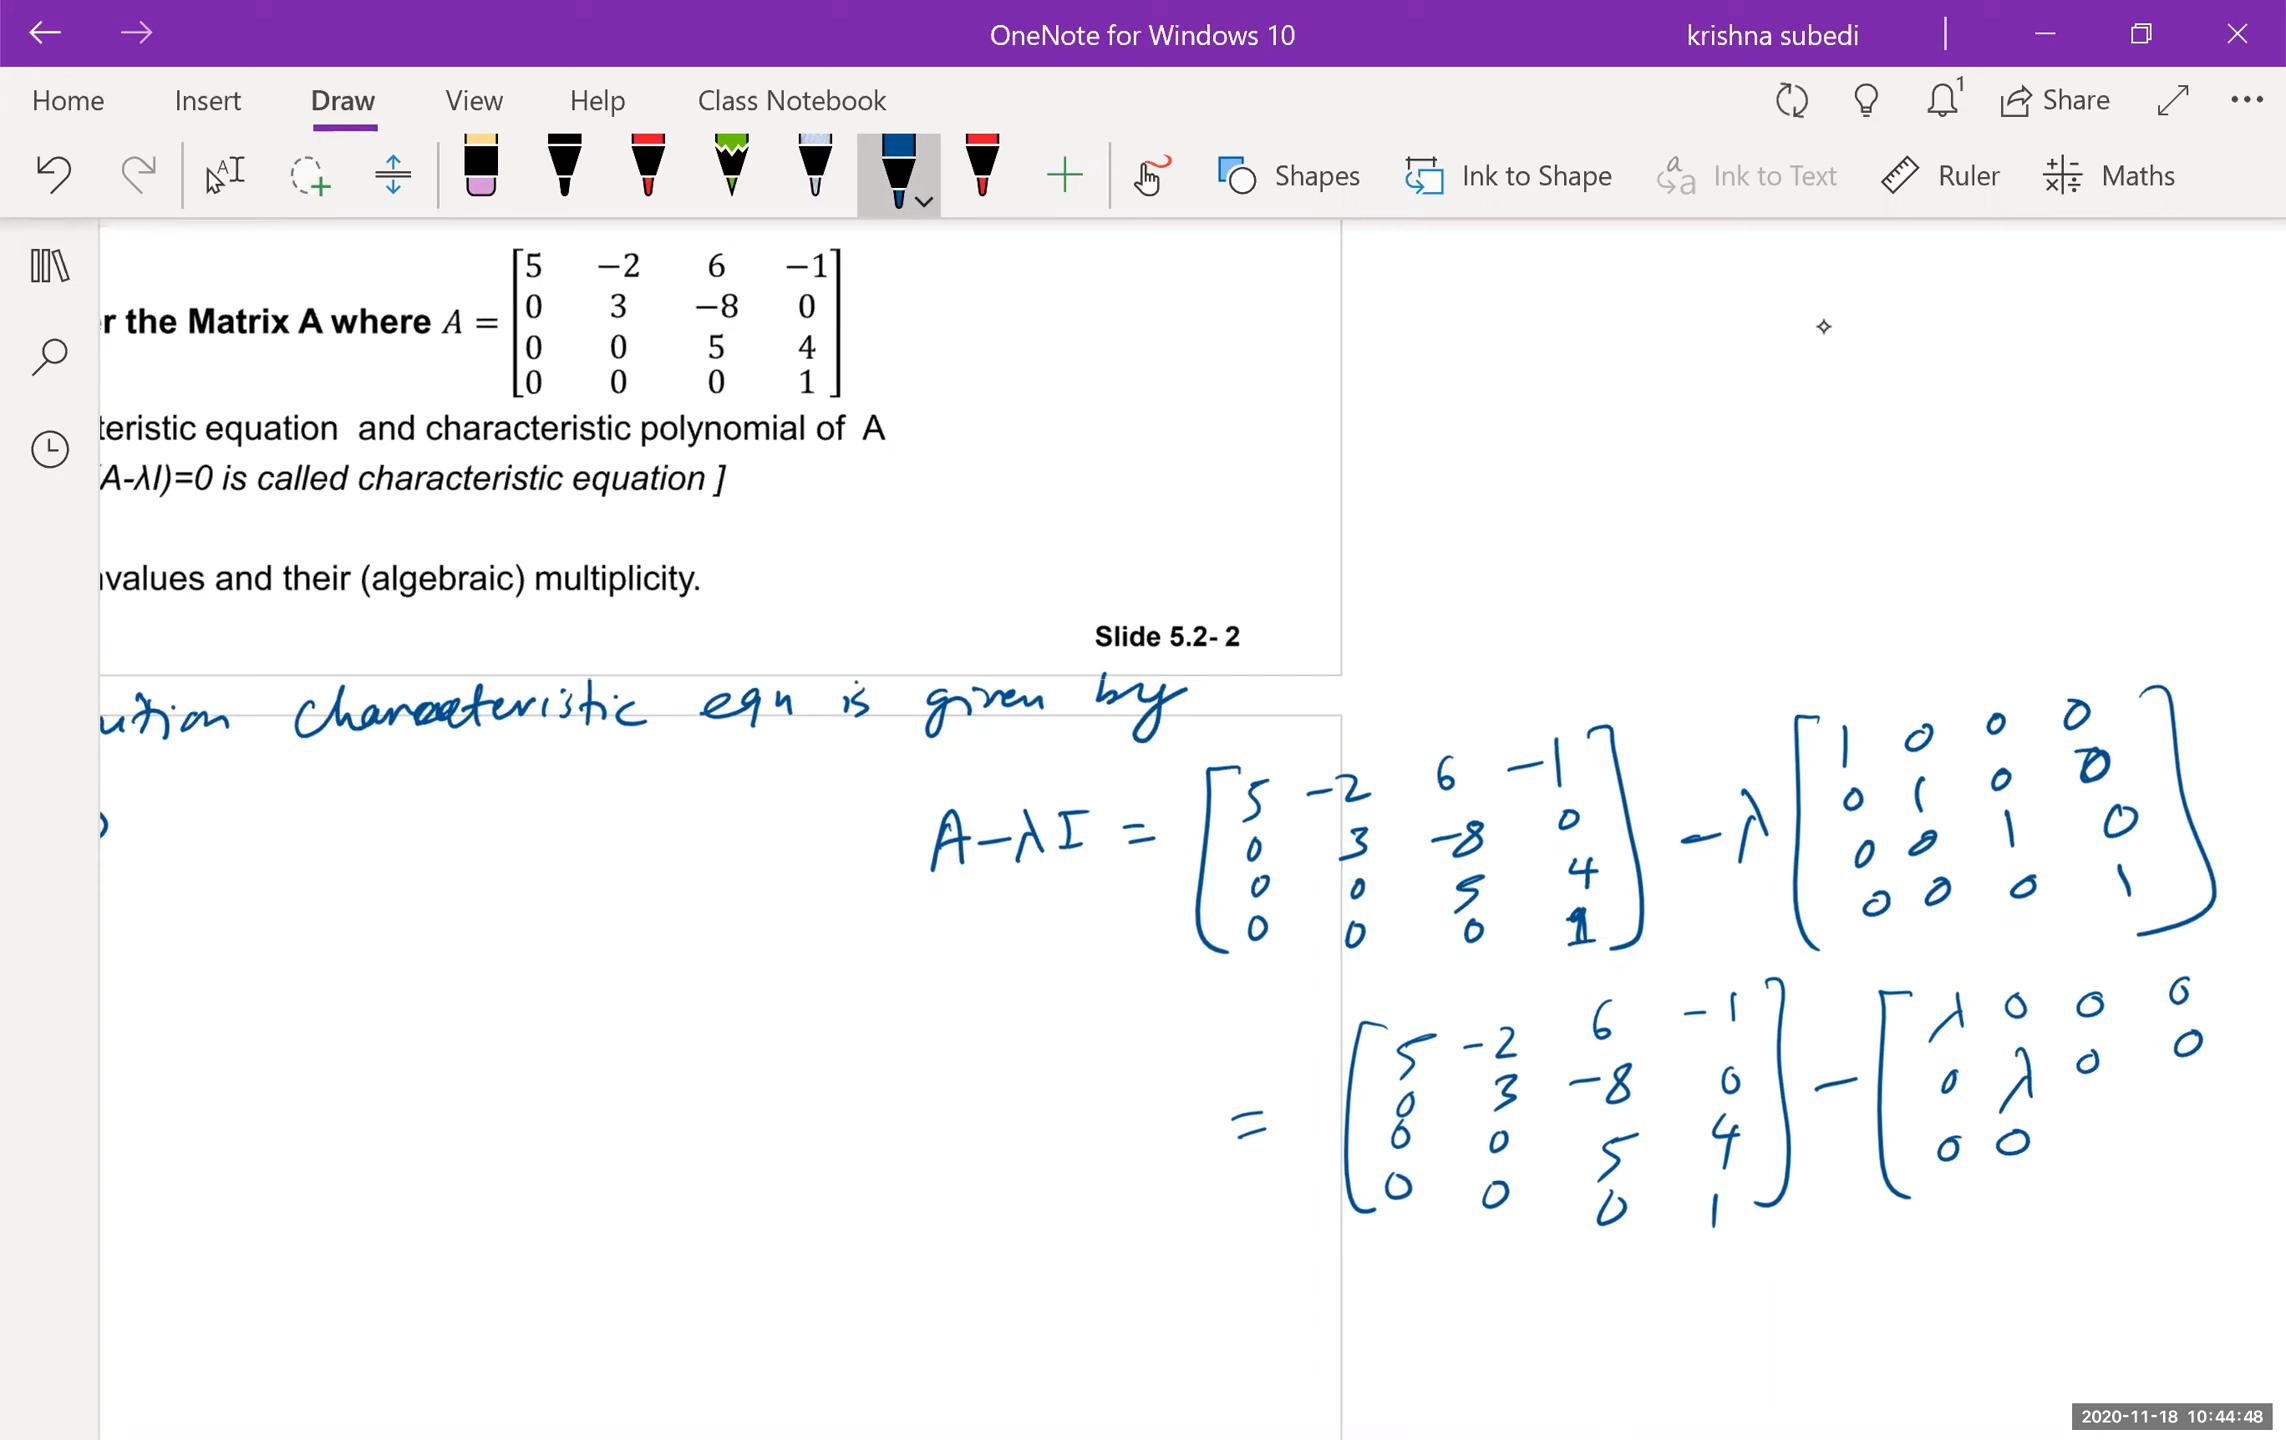 OneNote for Windows 10
krishna subedi
Home Insert Draw View Help Class Notebook Share
Shapes Ink to Shape Ink to Text Ruler Maths
r the Matrix A where A =
5 −2 6 −1
0 3 −8 0
0 0 5 4
0 0 0 1
teristic equation and characteristic polynomial of A
A-λI)=0 is called characteristic equation ]
values and their (algebraic) multiplicity.
Slide 5.2- 2
ution characteristic eqn is given by
A − λ I =
5 −2 6 −1
0 3 −8 0
0 0 5 4
0 0 0 1
− λ
1 0 0 0
0 1 0 0
0 0 1 0
0 0 0 1
=
5 −2 6 −1
0 3 −8 0
0 0 5 4
0 0 0 1
−
λ 0 0 0
0 λ 0 0
0 0
2020-11-18 10:44:48